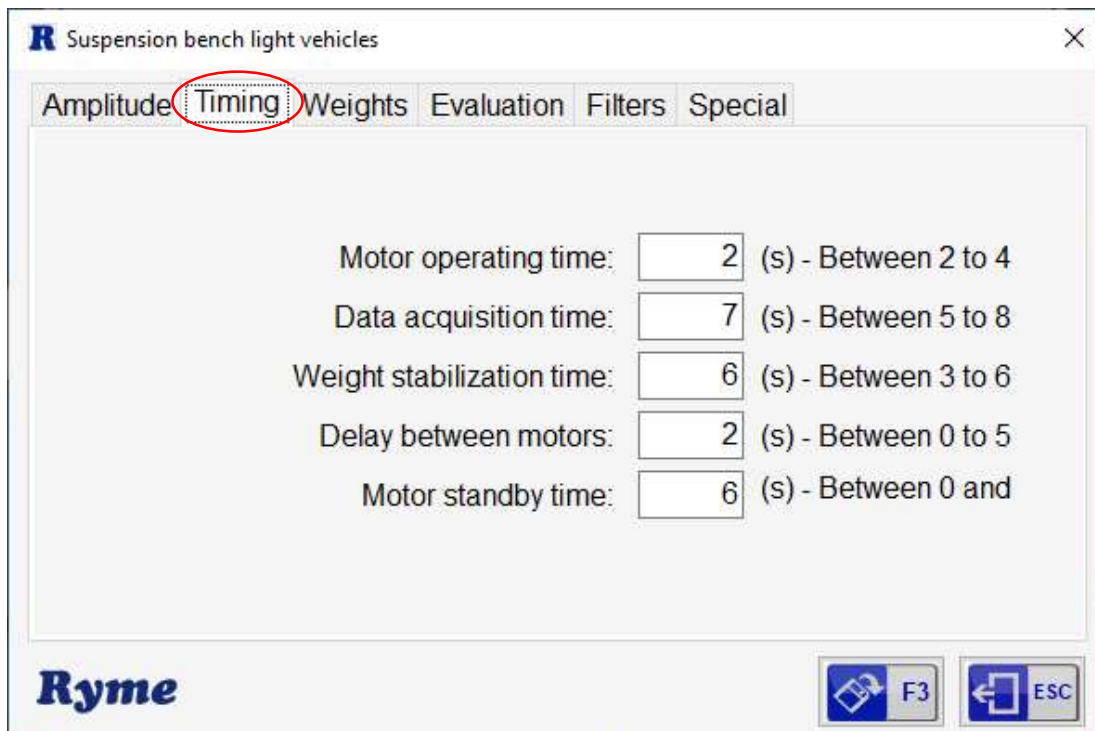 R Suspension bench light vehicles
Amplitude Timing Weights Evaluation Filters Special
Motor operating time: 2 (s) - Between 2 to 4
Data acquisition time: 7 (s) - Between 5 to 8
Weight stabilization time: 6 (s) - Between 3 to 6
Delay between motors: 2 (s) - Between 0 to 5
Motor standby time: 6 (s) - Between 0 and
Ryme F3 ESC